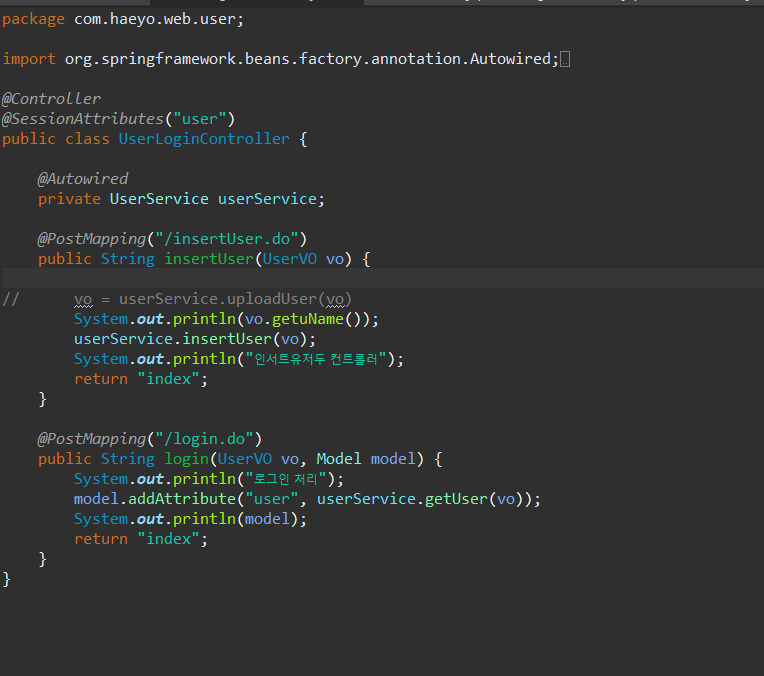 package com.haeyo.web.user;
import org.springframework.beans.factory.annotation.Autowired;
@Controller
@SessionAttributes("user")
public class UserLoginController {
@Autowired
private UserService userService;
@PostMapping("/insertUser.do")
public String insertUser(UserVO vo) {
// vo = userService.uploadUser(vo)
System.out.println(vo.getuName());
userService.insertUser(vo);
System.out.println("인서트유저두 컨트롤러");
return "index";
}
@PostMapping("/login.do")
public String login(UserVO vo, Model model) {
System.out.println("로그인 처리");
model.addAttribute("user", userService.getUser(vo));
System.out.println(model);
return "index";
}
}